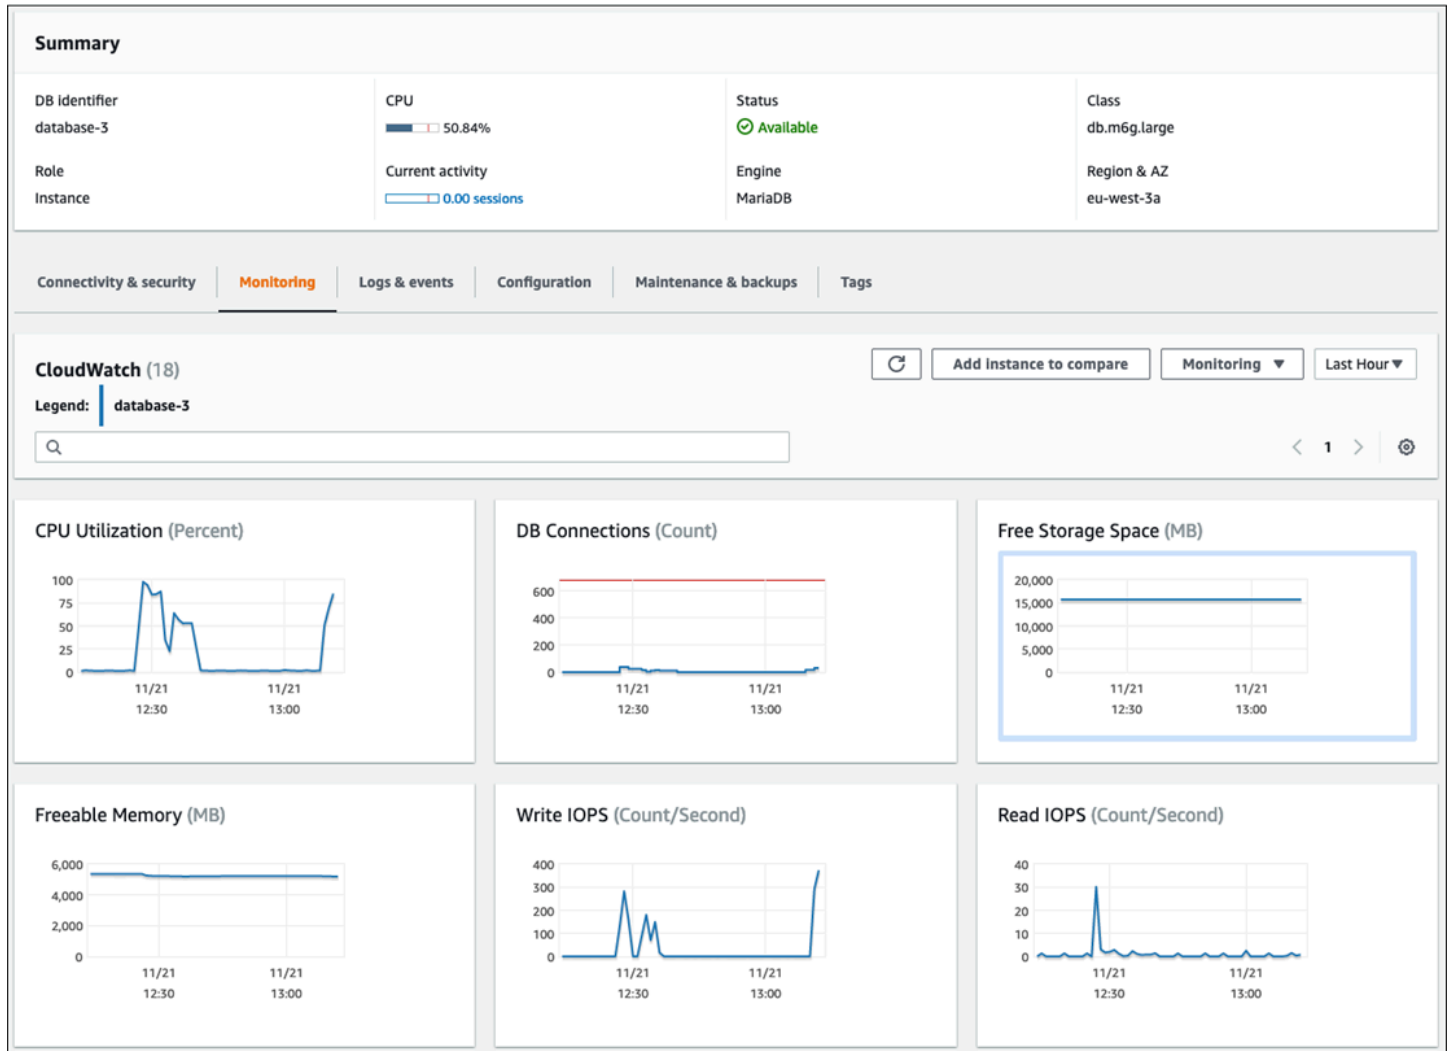 Summary
DB identifier
database-3
CPU
50.84%
Status
Available
Class
db.m6g.large
Role
Instance
Current activity
0.00 sessions
Engine
MariaDB
Region & AZ
eu-west-3a
Connectivity & security
Monitoring
Logs & events
Configuration
Maintenance & backups
Tags
CloudWatch (18)
Add instance to compare
Monitoring
Last Hour
Legend: database-3
1
CPU Utilization (Percent)
100
75
50
25
0
11/21 11/21
12:30 13:00
DB Connections (Count)
600
400
200
0
11/21 11/21
12:30 13:00
Free Storage Space (MB)
20,000
15,000
10,000
5,000
0
11/21 11/21
12:30 13:00
Freeable Memory (MB)
6,000
4,000
2,000
0
11/21 11/21
12:30 13:00
Write IOPS (Count/Second)
400
300
200
100
0
11/21 11/21
12:30 13:00
Read IOPS (Count/Second)
40
30
20
10
0
11/21 11/21
12:30 13:00